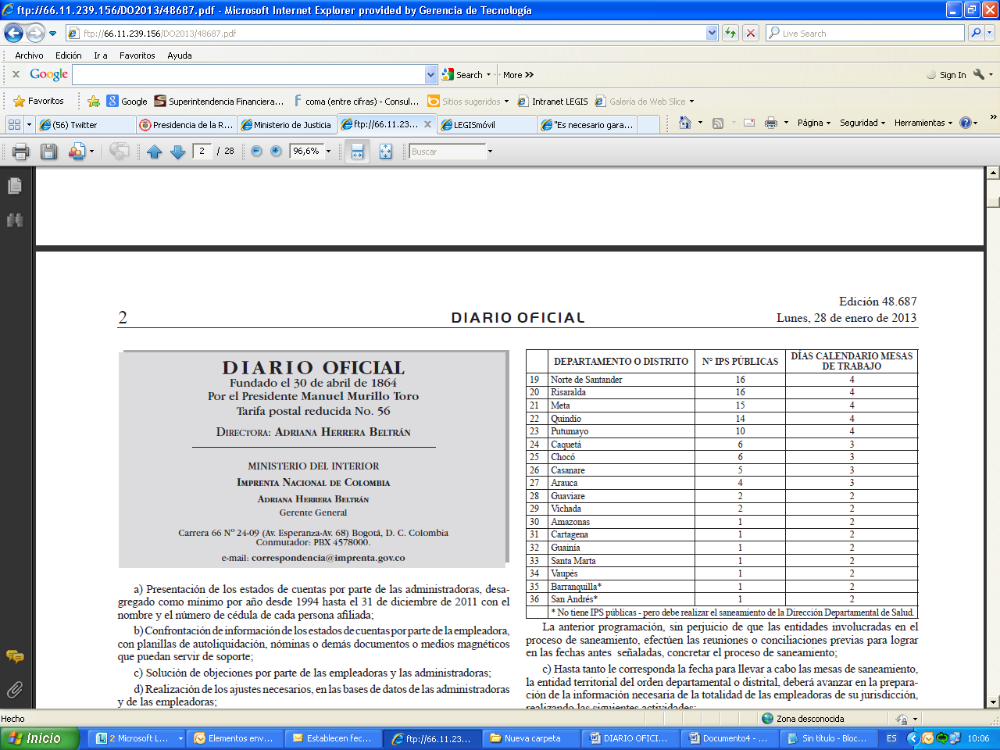 ftp://66.11.239.156/DO2013/48687.pdf - Microsoft Internet Explorer provided by Gerencia de Tecnología
ftp://66.11.239.156/DO2013/48687.pdf
Live Search
Archivo Edición Ir a Favoritos Ayuda
x Google Search More >> Sign In
Favoritos Google Superintendencia Financiera... coma (entre cifras) - Consul... Sitios sugeridos Intranet LEGIS Galería de Web Slice
(56) Twitter Presidencia de la R... Ministerio de Justicia ftp://66.11.23... X LEGISmóvil "Es necesario gara... Página Seguridad Herramientas >>
2 / 28 96,6% Buscar
Edición 48.687
2 DIARIO OFICIAL Lunes, 28 de enero de 2013
DIARIO OFICIAL
Fundado el 30 de abril de 1864
Por el Presidente Manuel Murillo Toro
Tarifa postal reducida No. 56
Directora: Adriana Herrera Beltrán
MINISTERIO DEL INTERIOR
Imprenta Nacional de Colombia
Adriana Herrera Beltrán
Gerente General
Carrera 66 Nº 24-09 (Av. Esperanza-Av. 68) Bogotá, D. C. Colombia
Conmutador: PBX 4578000.
e-mail: correspondencia@imprenta.gov.co
a) Presentación de los estados de cuentas por parte de las administradoras, desa-
gregado como mínimo por año desde 1994 hasta el 31 de diciembre de 2011 con el
nombre y el número de cédula de cada persona afiliada;
b) Confrontación de información de los estados de cuentas por parte de la empleadora,
con planillas de autoliquidación, nóminas o demás documentos o medios magnéticos
que puedan servir de soporte;
c) Solución de objeciones por parte de las empleadoras y las administradoras;
d) Realización de los ajustes necesarios, en las bases de datos de las administradoras
y de las empleadoras;
DEPARTAMENTO O DISTRITO N° IPS PÚBLICAS DÍAS CALENDARIO MESAS
DE TRABAJO
19 Norte de Santander 16 4
20 Risaralda 16 4
21 Meta 15 4
22 Quindío 14 4
23 Putumayo 10 4
24 Caquetá 6 3
25 Chocó 6 3
26 Casanare 5 3
27 Arauca 4 3
28 Guaviare 2 2
29 Vichada 2 2
30 Amazonas 1 2
31 Cartagena 1 2
32 Guainía 1 2
33 Santa Marta 1 2
34 Vaupés 1 2
35 Barranquilla* 1 2
36 San Andrés* 1 2
* No tiene IPS públicas - pero debe realizar el saneamiento de la Dirección Departamental de Salud.
La anterior programación, sin perjuicio de que las entidades involucradas en el
proceso de saneamiento, efectúen las reuniones o conciliaciones previas para lograr
en las fechas antes señaladas, concretar el proceso de saneamiento;
c) Hasta tanto le corresponda la fecha para llevar a cabo las mesas de saneamiento,
la entidad territorial del orden departamental o distrital, deberá avanzar en la prepara-
ción de la información necesaria de la totalidad de las empleadoras de su jurisdicción,
realizando las siguientes actividades:
Hecho Zona desconocida
Inicio 2 Microsoft L... Elementos env... Establecen fec... ftp://66.11.23... Nueva carpeta DIARIO OFICI... Documento4 - ... Sin título - Bloc... ES 10:06